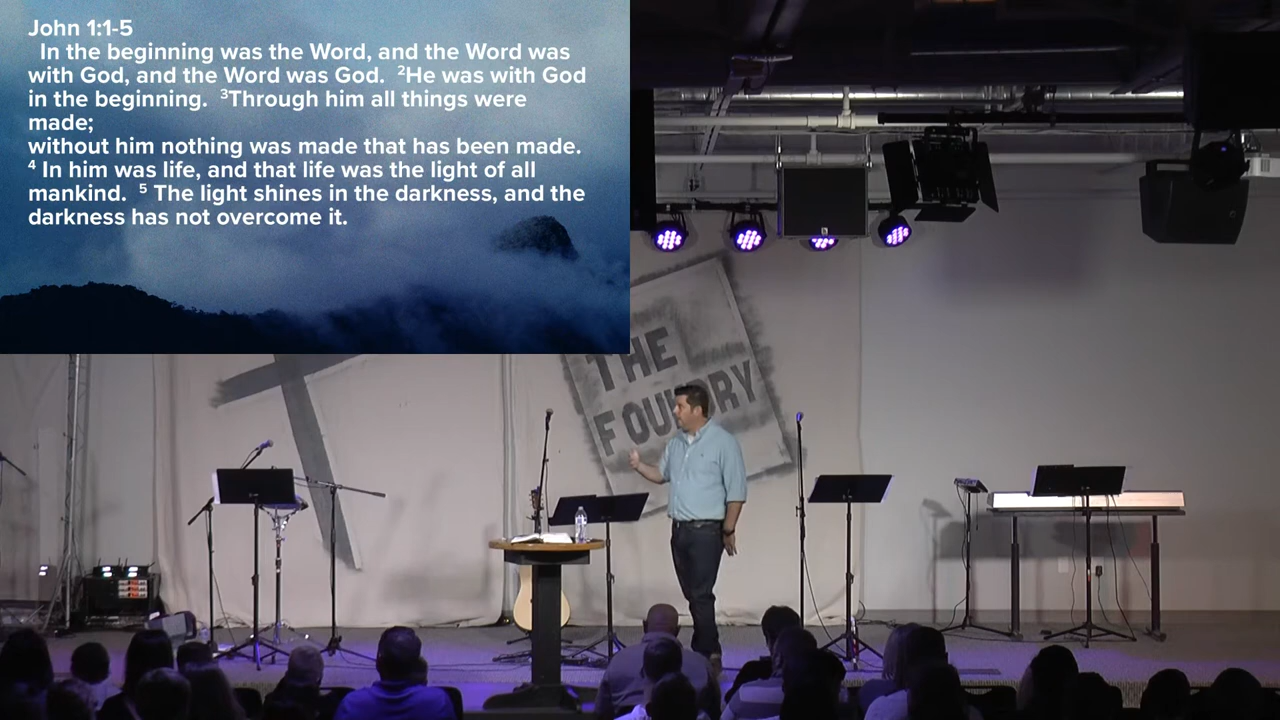 John 1:1-5
In the beginning was the Word, and the Word was
with God, and the Word was God. ²He was with God
in the beginning. ³Through him all things were
made;
without him nothing was made that has been made.
⁴ In him was life, and that life was the light of all
mankind. ⁵ The light shines in the darkness, and the
darkness has not overcome it.
THE
FOUNDRY